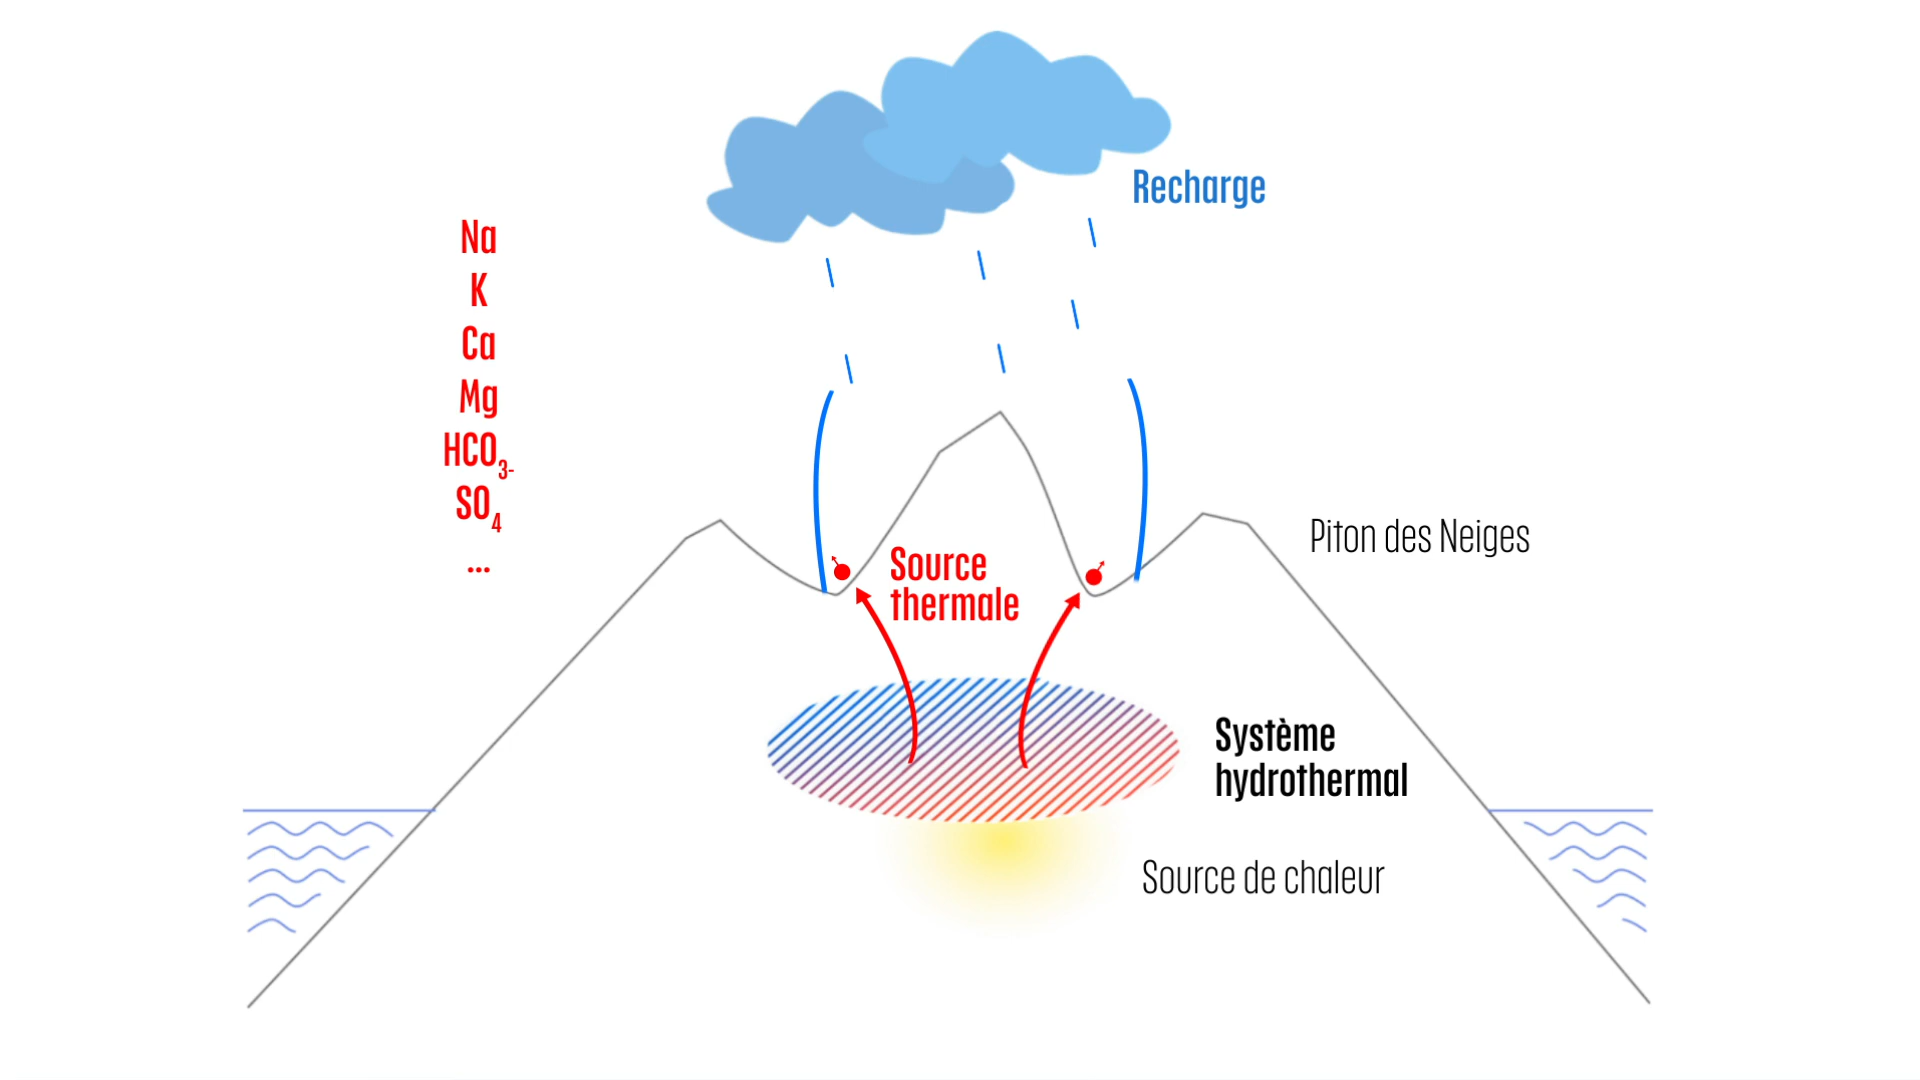 Recharge
Na
K
Ca
Mg
HCO3-
SO4
...
Piton des Neiges
Source
thermale
Système
hydrothermal
Source de chaleur